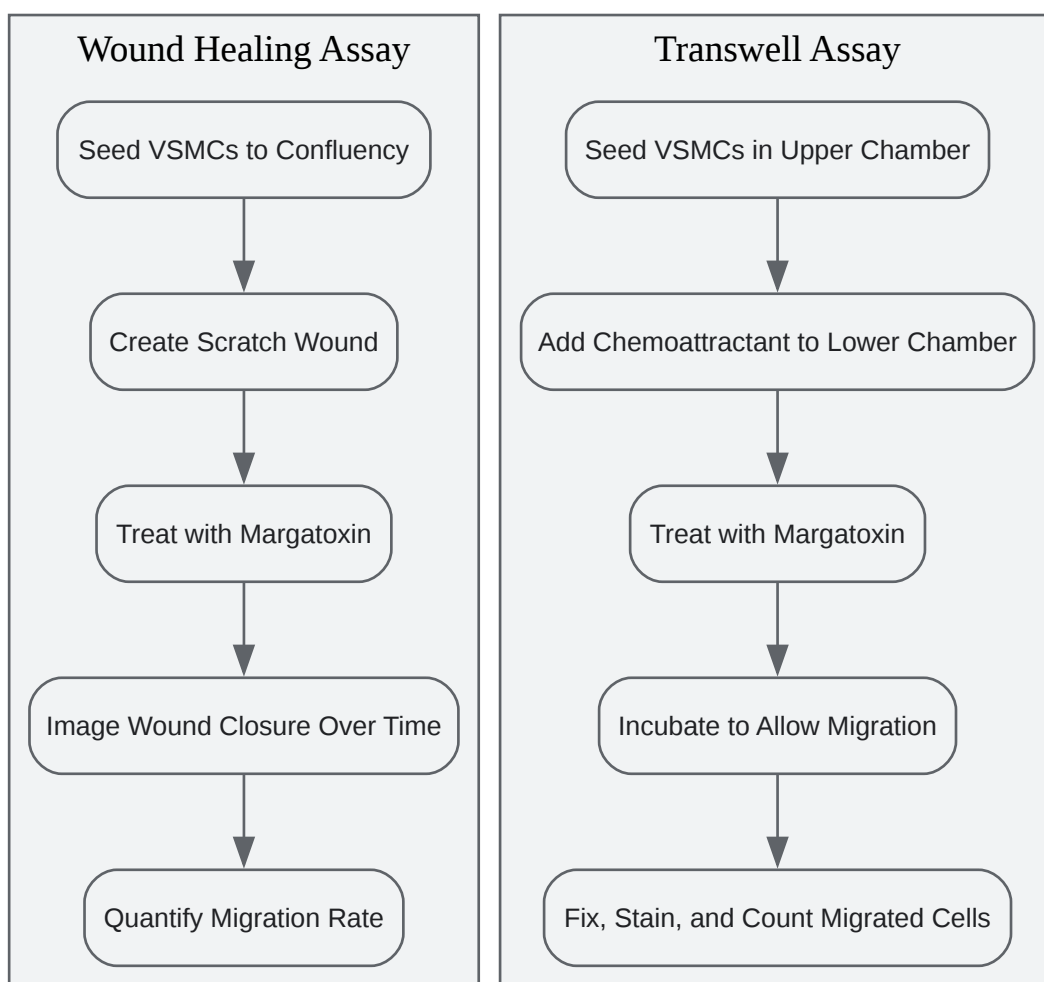 Wound Healing Assay
Seed VSMCs to Confluency
Create Scratch Wound
Treat with Margatoxin
Image Wound Closure Over Time
Quantify Migration Rate
Transwell Assay
Seed VSMCs in Upper Chamber
Add Chemoattractant to Lower Chamber
Treat with Margatoxin
Incubate to Allow Migration
Fix, Stain, and Count Migrated Cells